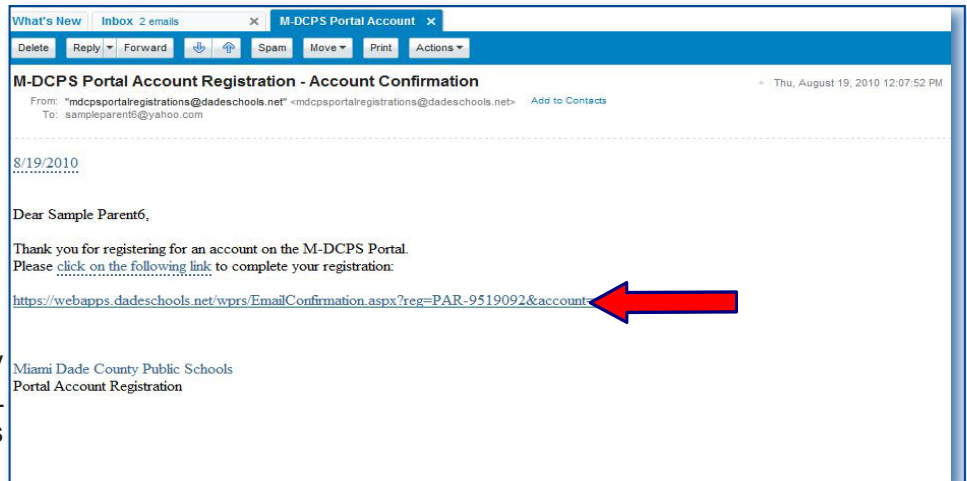 What's New Inbox 2 emails × M-DCPS Portal Account ×
Delete Reply Forward Spam Move Print Actions
M-DCPS Portal Account Registration - Account Confirmation Thu, August 19, 2010 12:07:52 PM
From: "mdcpsportalregistrations@dadeschools.net" <mdcpsportalregistrations@dadeschools.net> Add to Contacts
To: sampleparent6@yahoo.com
8/19/2010
Dear Sample Parent6,
Thank you for registering for an account on the M-DCPS Portal.
Please click on the following link to complete your registration:
https://webapps.dadeschools.net/wprs/EmailConfirmation.aspx?reg=PAR-9519092&account=
Miami Dade County Public Schools
Portal Account Registration